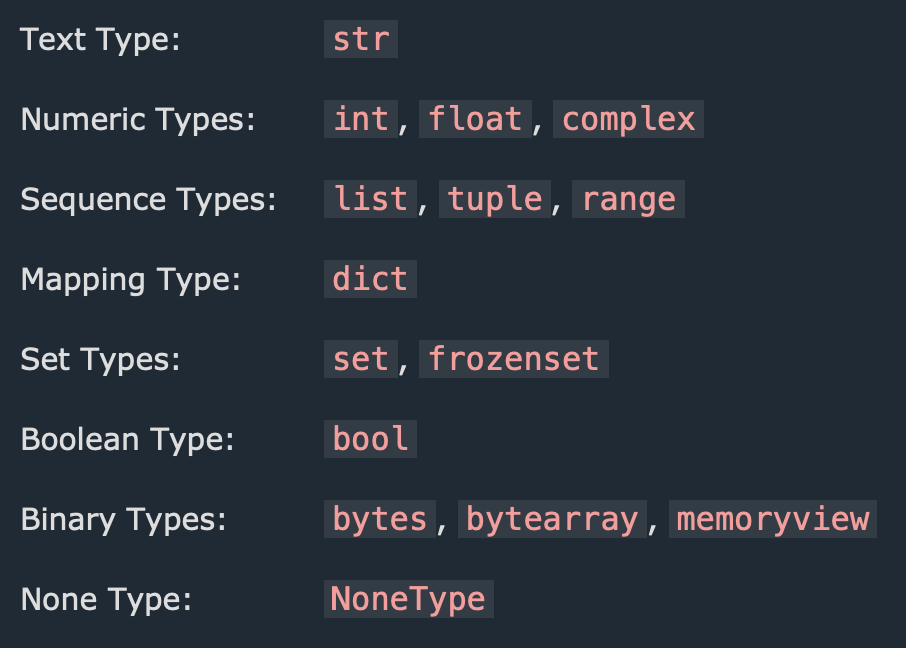 Text Type: str
Numeric Types: int, float, complex
Sequence Types: list, tuple, range
Mapping Type: dict
Set Types: set, frozenset
Boolean Type: bool
Binary Types: bytes, bytearray, memoryview
None Type: NoneType